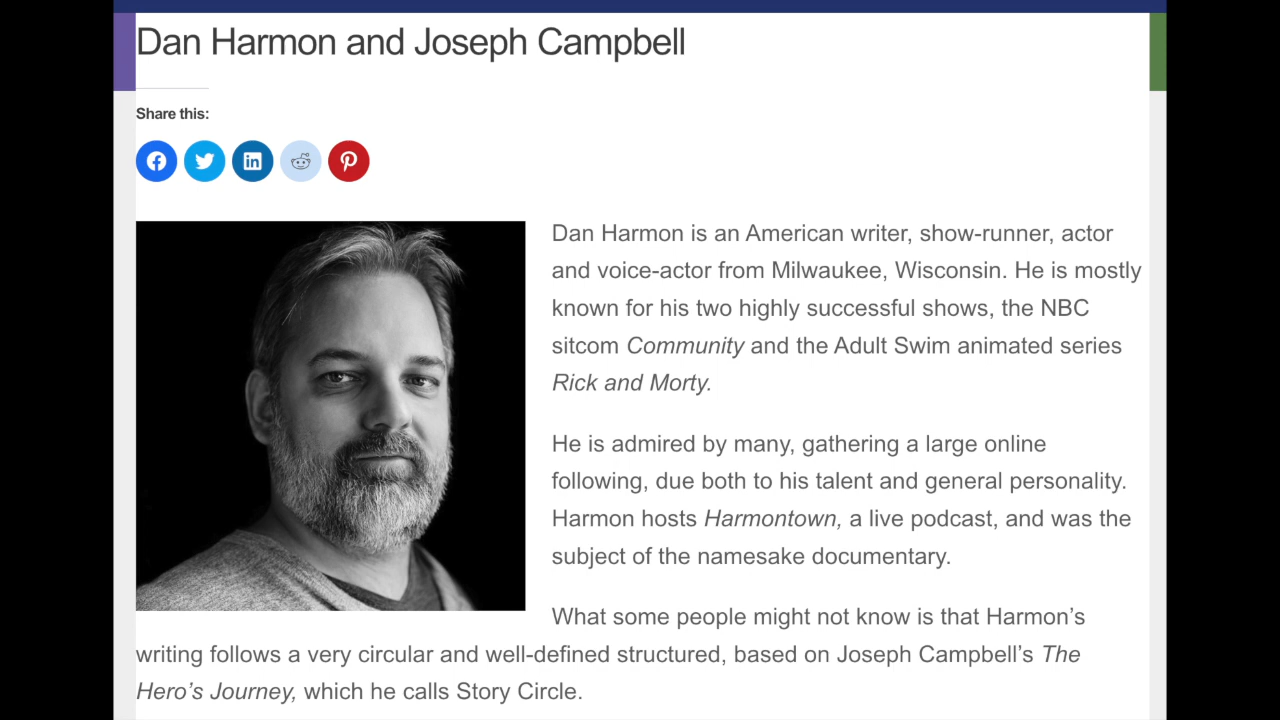 Dan Harmon and Joseph Campbell
Share this:
Dan Harmon is an American writer, show-runner, actor
and voice-actor from Milwaukee, Wisconsin. He is mostly
known for his two highly successful shows, the NBC
sitcom Community and the Adult Swim animated series
Rick and Morty.
He is admired by many, gathering a large online
following, due both to his talent and general personality.
Harmon hosts Harmontown, a live podcast, and was the
subject of the namesake documentary.
What some people might not know is that Harmon’s
writing follows a very circular and well-defined structured, based on Joseph Campbell’s The
Hero’s Journey, which he calls Story Circle.